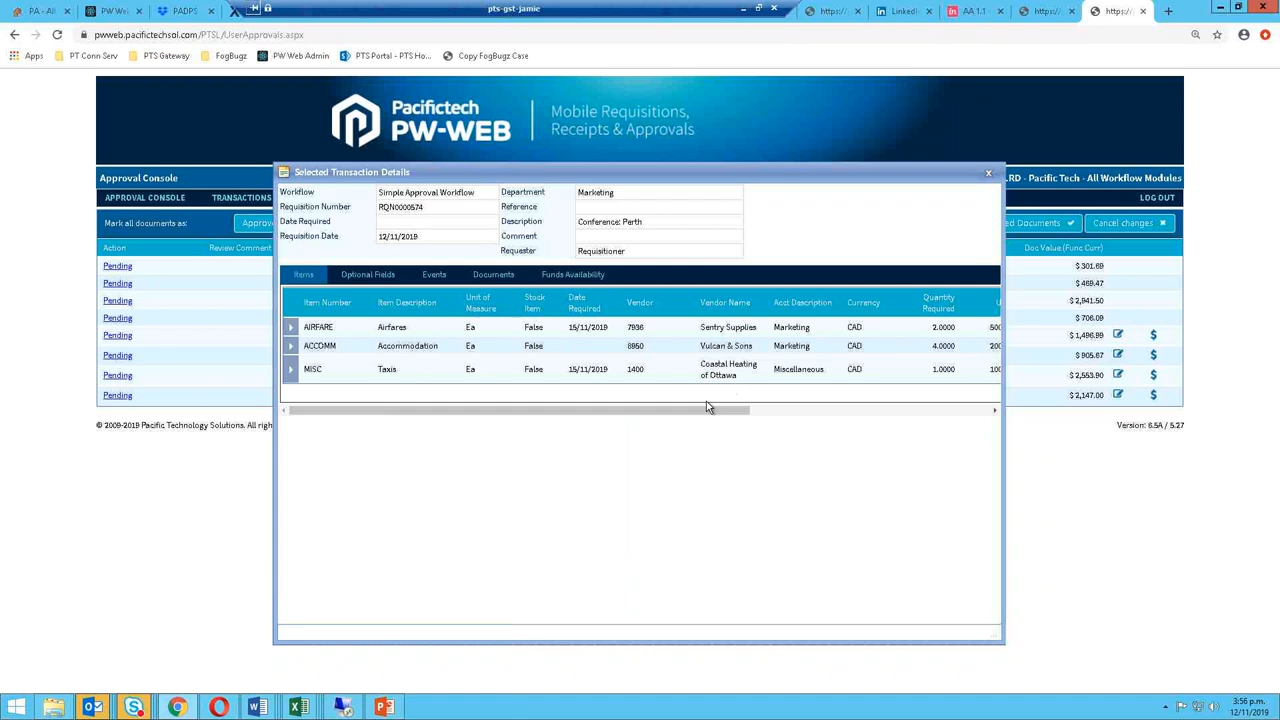 PA - All
PW Web
PADPS
pts-gst-jamie
https:/
LinkedI
AA 1.1
https:/
https:/
pwweb.pacifictechsol.com/PTSL/UserApprovals.aspx
Apps PT Conn Serv PTS Gateway FogBugz PW Web Admin PTS Portal - PTS Ho... Copy FogBugz Case
Pacifictech PW-WEB
Mobile Requisitions, Receipts & Approvals
Approval Console
Selected Transaction Details
RD - Pacific Tech - All Workflow Modules
APPROVAL CONSOLE TRANSACTIONS LOG OUT
Mark all documents as: Approv
ed Documents Cancel changes
Action Review Comment Doc Value (Func Curr)
Pending $ 301.69
Pending $ 469.47
Pending $ 2,941.50
Pending $ 706.09
Pending $ 1,496.99 $
Pending $ 905.67 $
Pending $ 2,553.90 $
Pending $ 2,147.00 $
Workflow Simple Approval Workflow Department Marketing
Requisition Number RQN0000574 Reference
Date Required Description Conference: Perth
Requisition Date 12/11/2019 Comment
Requester Requisitioner
Items Optional Fields Events Documents Funds Availability
Item Number Item Description Unit of Measure Stock Item Date Required Vendor Vendor Name Acct Description Currency Quantity Required U
AIRFARE Airfares Ea False 15/11/2019 7936 Sentry Supplies Marketing CAD 2.0000 500
ACCOMM Accommodation Ea False 8950 Vulcan & Sons Marketing CAD 4.0000 200
MISC Taxis Ea False 15/11/2019 1400 Coastal Heating of Ottawa Miscellaneous CAD 1.0000 100
© 2009-2019 Pacific Technology Solutions. All righ
Version: 6.5A / 5.27
3:56 p.m.
12/11/2019